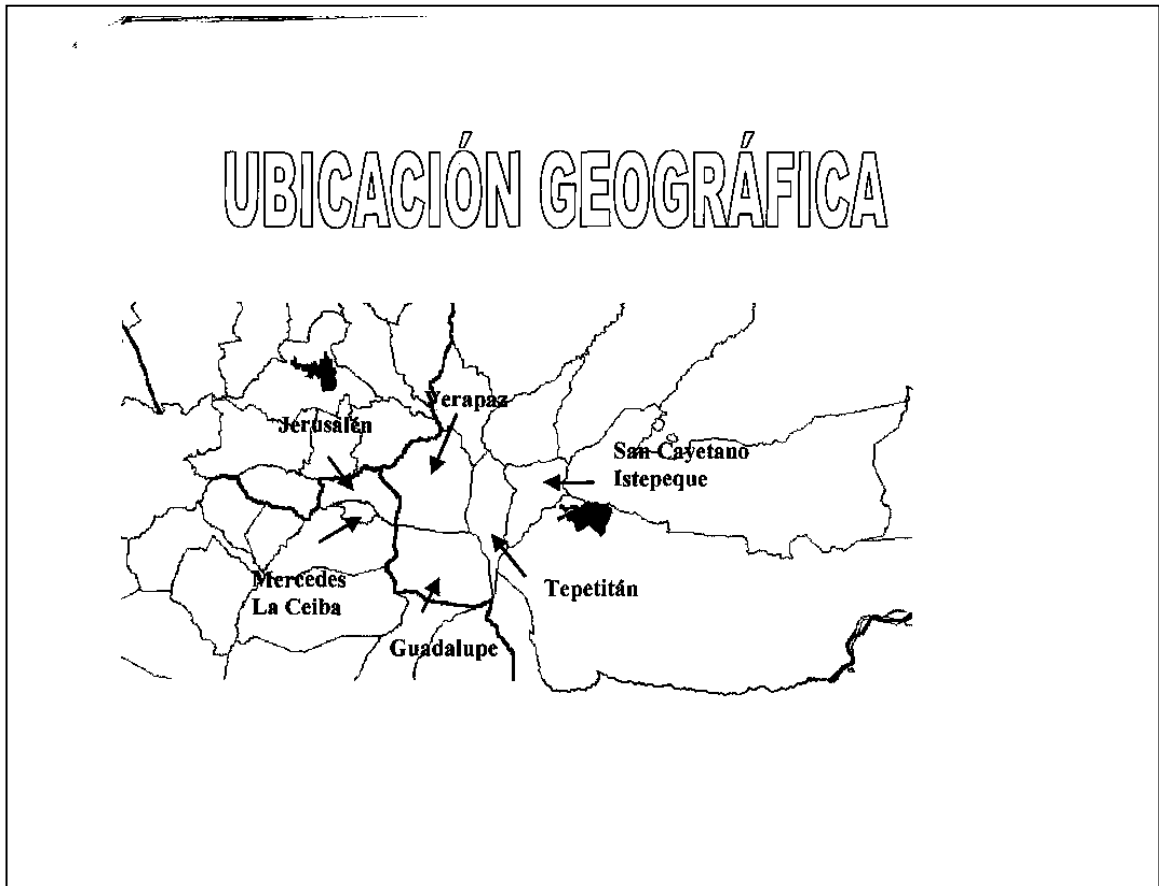 UBICACIÓN GEOGRÁFICA
Verapaz
Jerusalén
San Cayetano
Istepeque
Mercedes
La Ceiba
Tepetitán
Guadalupe